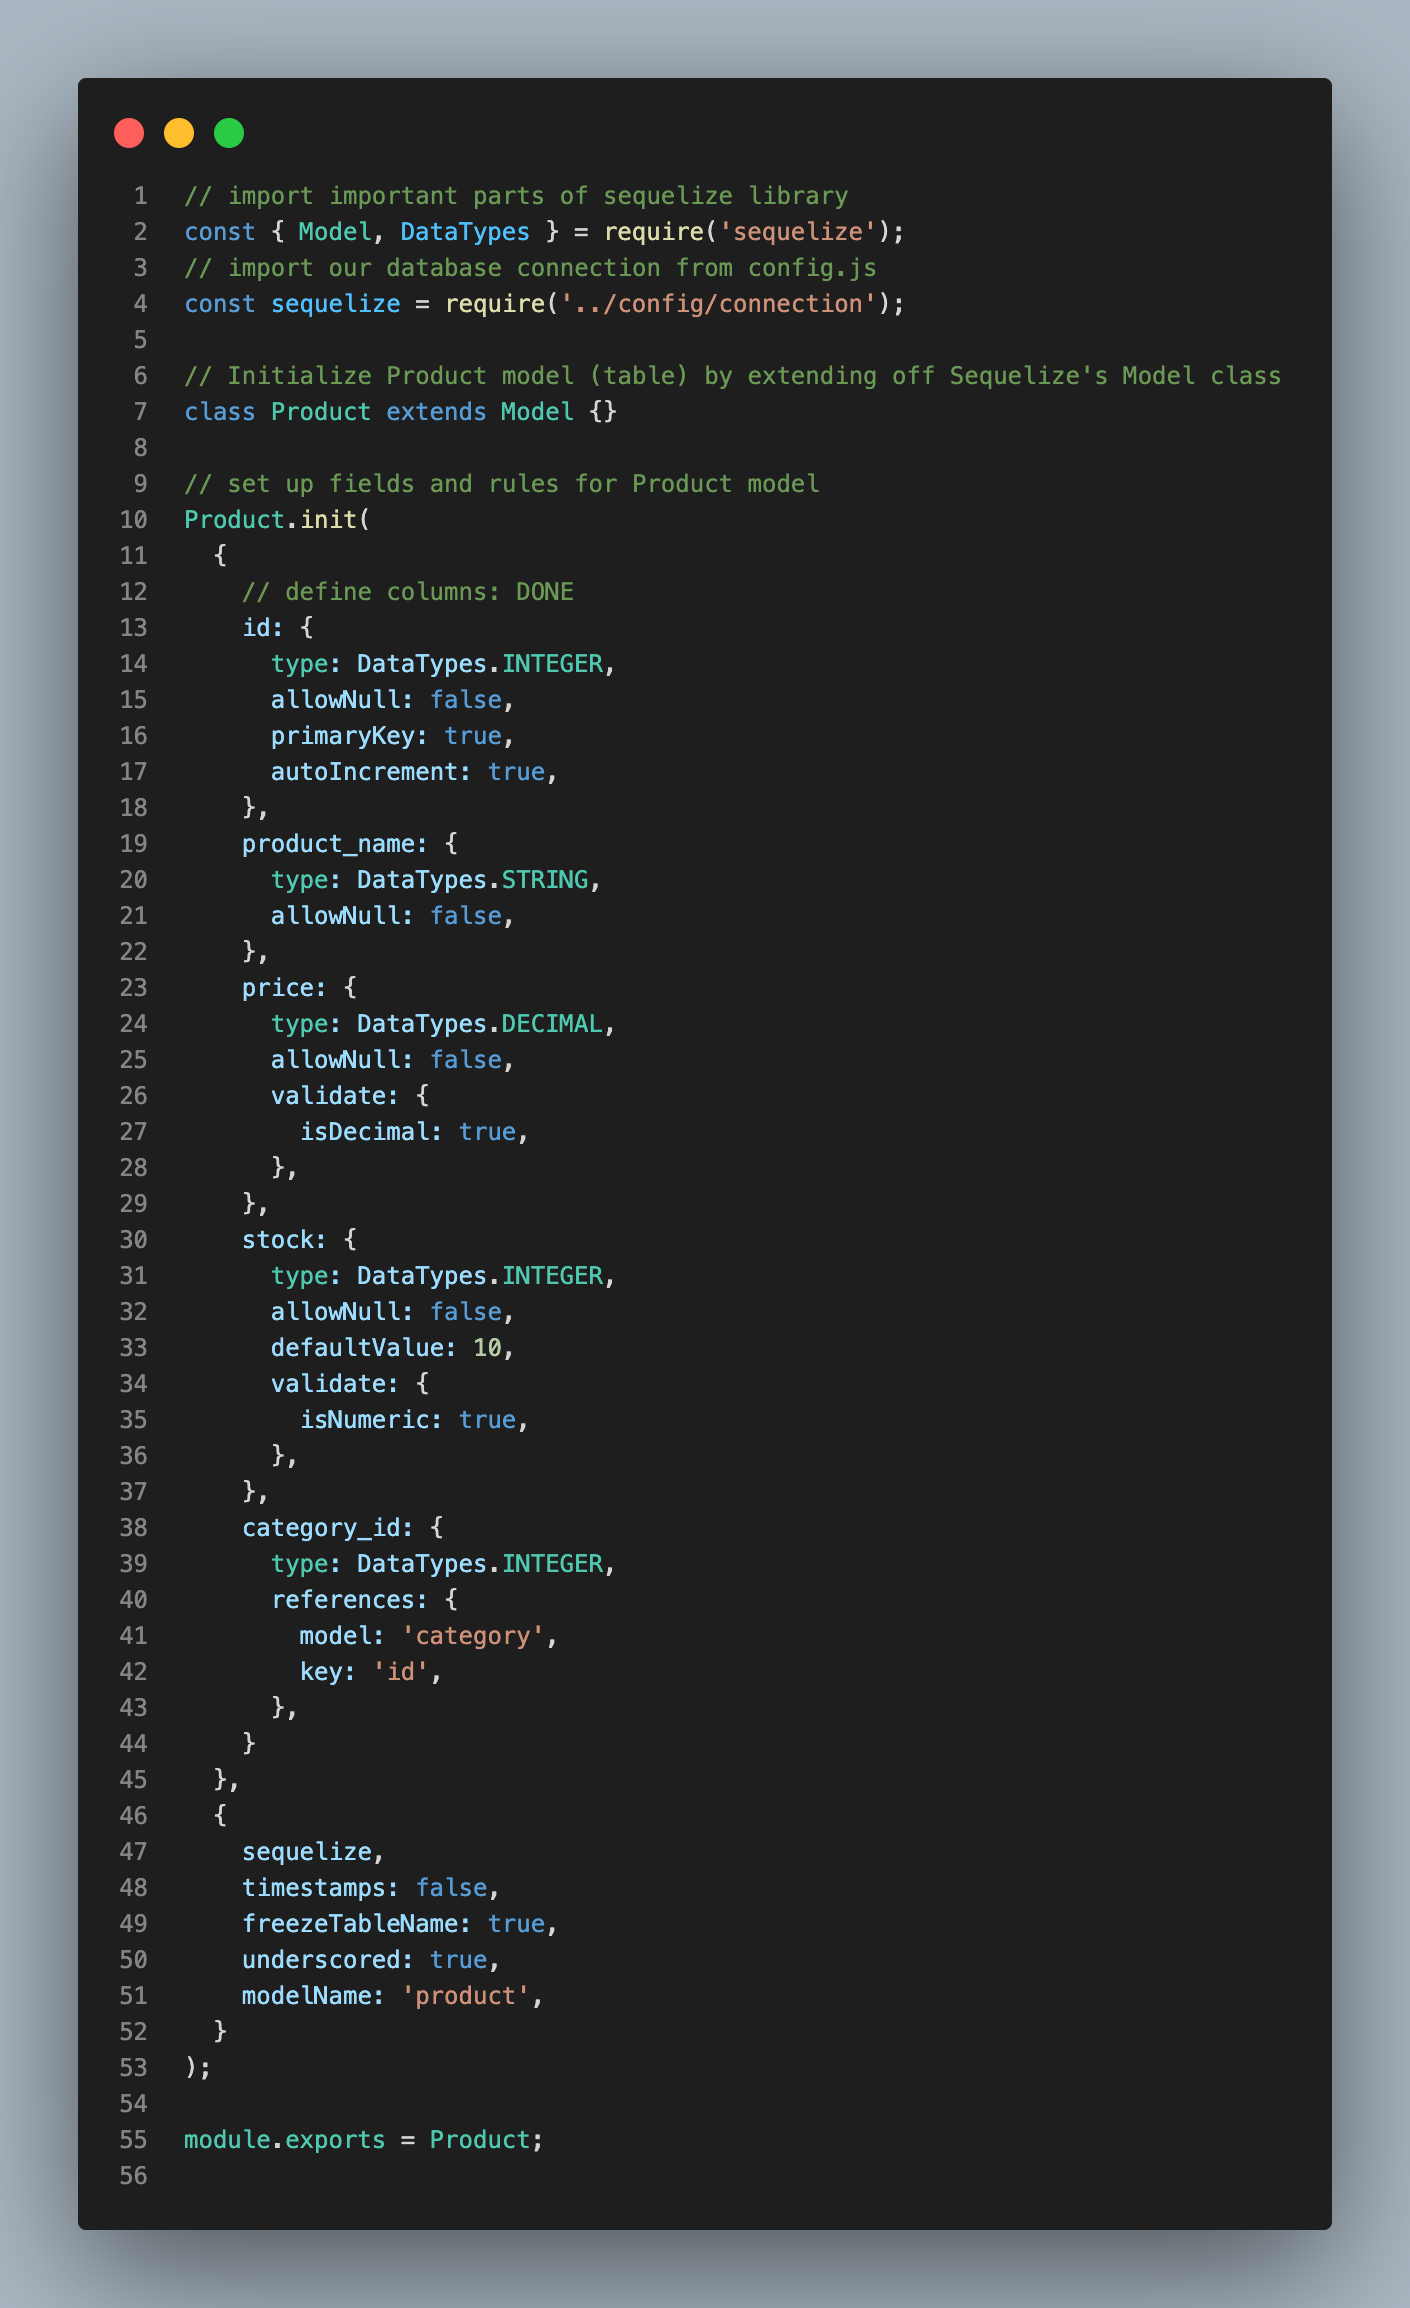 1 // import important parts of sequelize library
2 const { Model, DataTypes } = require('sequelize');
3 // import our database connection from config.js
4 const sequelize = require('../config/connection');
5
6 // Initialize Product model (table) by extending off Sequelize's Model class
7 class Product extends Model {}
8
9 // set up fields and rules for Product model
10 Product.init(
11   {
12     // define columns: DONE
13     id: {
14       type: DataTypes.INTEGER,
15       allowNull: false,
16       primaryKey: true,
17       autoIncrement: true,
18     },
19     product_name: {
20       type: DataTypes.STRING,
21       allowNull: false,
22     },
23     price: {
24       type: DataTypes.DECIMAL,
25       allowNull: false,
26       validate: {
27         isDecimal: true,
28       },
29     },
30     stock: {
31       type: DataTypes.INTEGER,
32       allowNull: false,
33       defaultValue: 10,
34       validate: {
35         isNumeric: true,
36       },
37     },
38     category_id: {
39       type: DataTypes.INTEGER,
40       references: {
41         model: 'category',
42         key: 'id',
43       },
44     }
45   },
46   {
47     sequelize,
48     timestamps: false,
49     freezeTableName: true,
50     underscored: true,
51     modelName: 'product',
52   }
53 );
54
55 module.exports = Product;
56